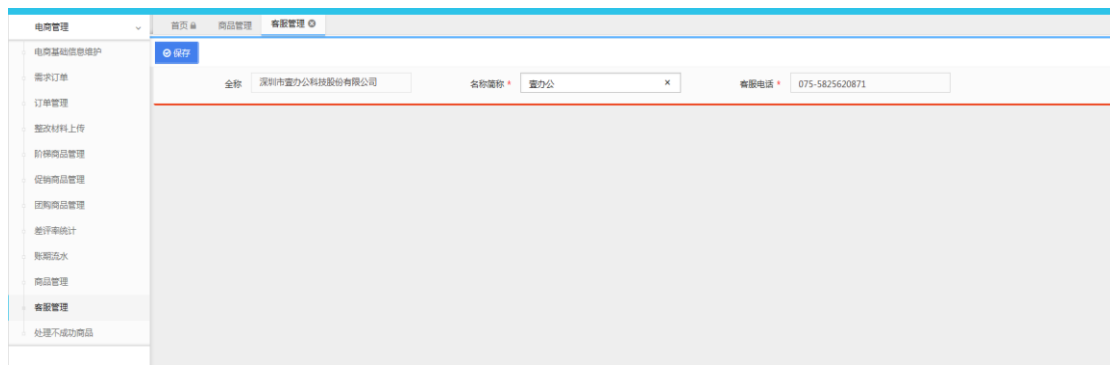 电商管理
首页 商品管理 客服管理
电商基础信息维护
保存
需求订单
全称 深圳市壹办公科技股份有限公司 名称简称 * 壹办公 × 客服电话 * 075-5825620871
订单管理
整改材料上传
阶梯商品管理
促销商品管理
团购商品管理
差评率统计
账期流水
商品管理
客服管理
处理不成功商品